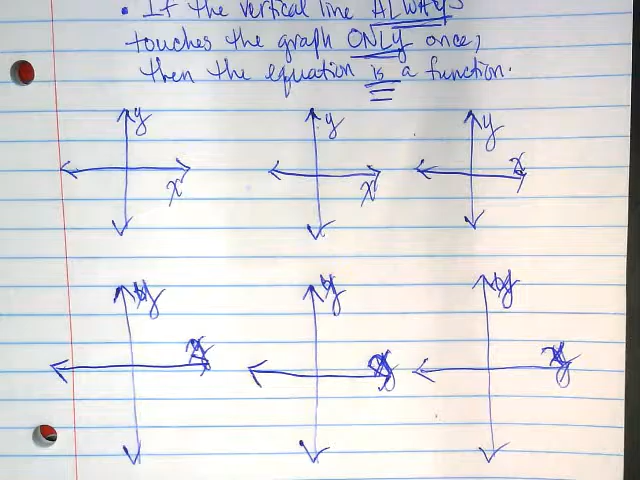 • If the vertical line ALWAYS
touches the graph ONLY once,
then the equation is a function.
y y y
x x x
y y y